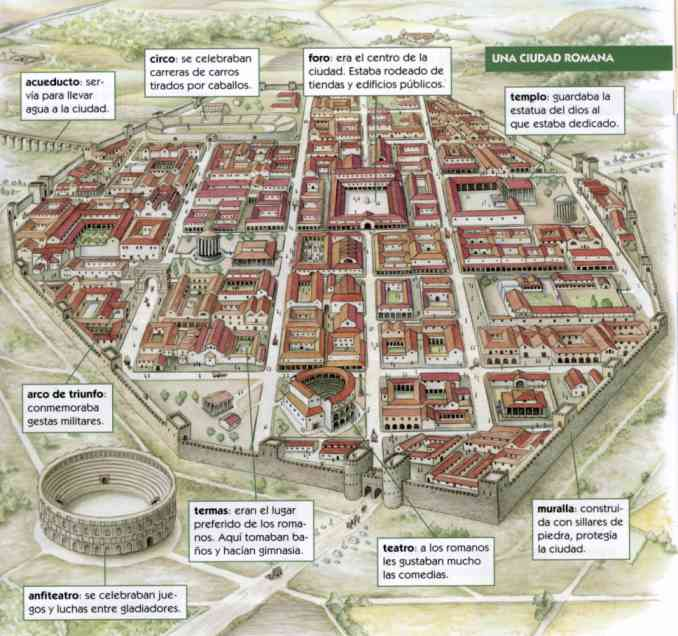 UNA CIUDAD ROMANA
acueducto: ser-
vía para llevar
agua a la ciudad.
circo: se celebraban
carreras de carros
tirados por caballos.
foro: era el centro de la
ciudad. Estaba rodeado de
tiendas y edificios públicos.
templo: guardaba la
estatua del dios al
que estaba dedicado.
arco de triunfo:
conmemoraba
gestas militares.
termas: eran el lugar
preferido de los roma-
nos. Aquí tomaban ba-
ños y hacían gimnasia.
teatro: a los romanos
les gustaban mucho
las comedias.
muralla: construi-
da con sillares de
piedra, protegía
la ciudad.
anfiteatro: se celebraban jue-
gos y luchas entre gladiadores.